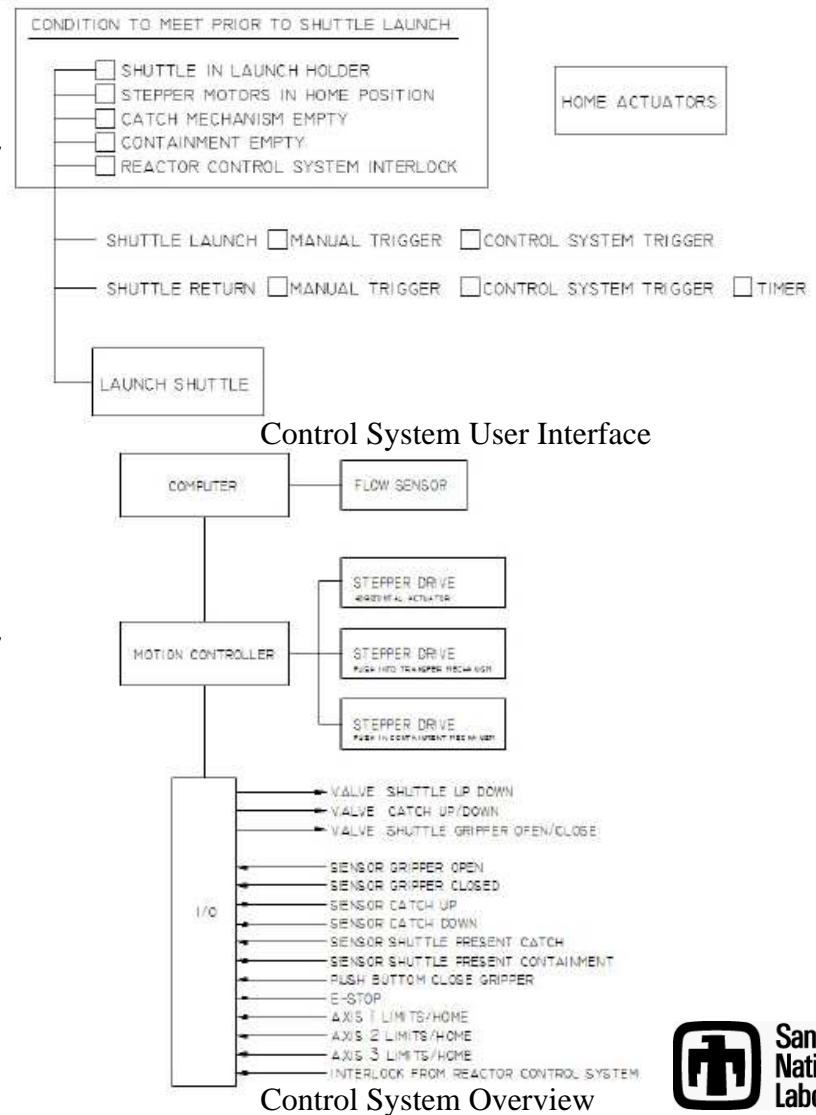 CONDITION TO MEET PRIOR TO SHUTTLE LAUNCH
SHUTTLE IN LAUNCH HOLDER
STEPPER MOTORS IN HOME POSITION
CATCH MECHANISM EMPTY
CONTAINMENT EMPTY
REACTOR CONTROL SYSTEM INTERLOCK
HOME ACTUATORS
SHUTTLE LAUNCH MANUAL TRIGGER CONTROL SYSTEM TRIGGER
SHUTTLE RETURN MANUAL TRIGGER CONTROL SYSTEM TRIGGER TIMER
LAUNCH SHUTTLE
Control System User Interface
COMPUTER
FLOW SENSOR
STEPPER DRIVE
HORIZONTAL ACTUATOR
MOTION CONTROLLER
STEPPER DRIVE
PUSH INTO TRANSFER MECHANISM
STEPPER DRIVE
PUSH IN CONTAINMENT MECHANISM
I/O
VALVE SHUTTLE UP DOWN
VALVE CATCH UP/DOWN
VALVE SHUTTLE GRIPPER OPEN/CLOSE
SENSOR GRIPPER OPEN
SENSOR GRIPPER CLOSED
SENSOR CATCH UP
SENSOR CATCH DOWN
SENSOR SHUTTLE PRESENT CATCH
SENSOR SHUTTLE PRESENT CONTAINMENT
PUSH BOTTOM CLOSE GRIPPER
E-STOP
AXIS 1 LIMITS/HOME
AXIS 2 LIMITS/HOME
AXIS 3 LIMITS/HOME
INTERLOCK FROM REACTOR CONTROL SYSTEM
Control System Overview
San
Nati
Labo